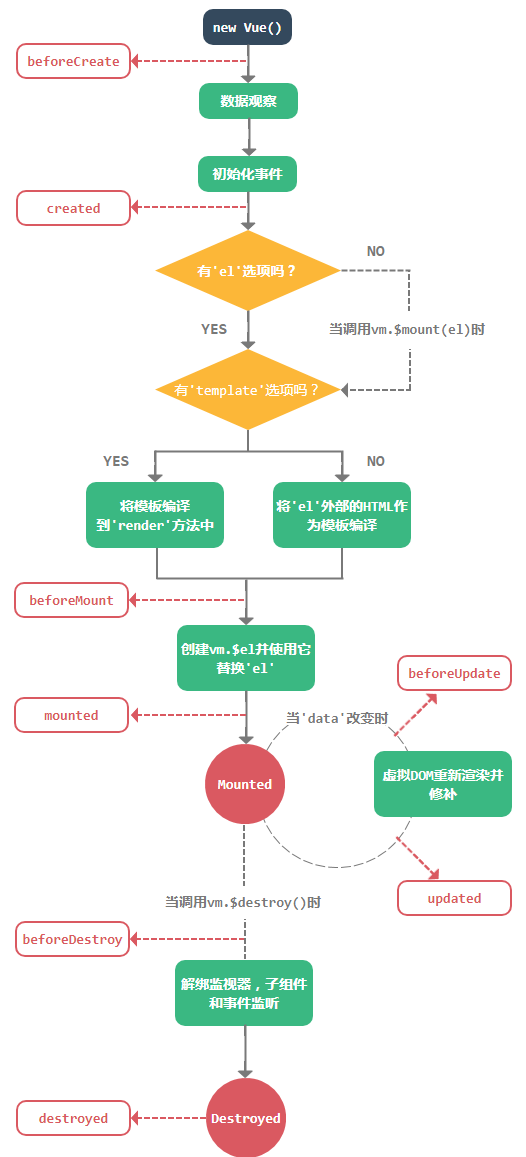 new Vue()
beforeCreate
数据观察
初始化事件
created
有'el'选项吗？
NO
YES
当调用vm.$mount(el)时
有'template'选项吗？
YES
NO
将模板编译
到'render'方法中
将'el'外部的HTML作
为模板编译
beforeMount
创建vm.$el并使用它
替换'el'
beforeUpdate
mounted
当'data'改变时
Mounted
虚拟DOM重新渲染并
修补
updated
当调用vm.$destroy()时
beforeDestroy
解绑监视器，子组件
和事件监听
destroyed
Destroyed